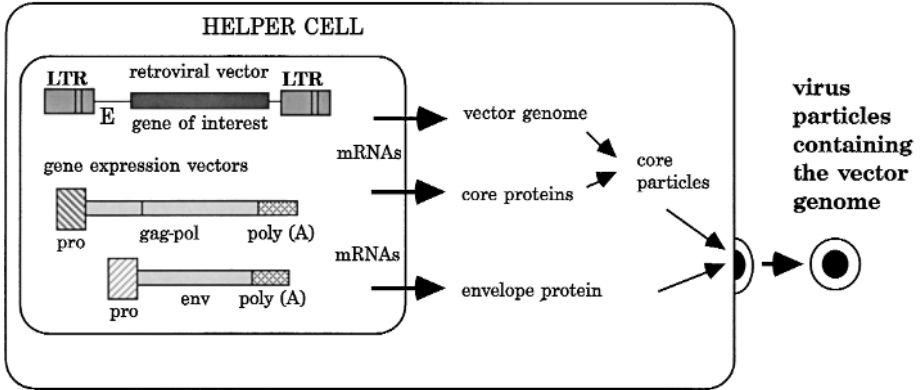 HELPER CELL
LTR
retroviral vector
LTR
E
gene of interest
mRNAs
gene expression vectors
pro
gag-pol
poly (A)
mRNAs
pro
env
poly (A)
vector genome
core proteins
core
particles
envelope protein
virus
particles
containing
the vector
genome